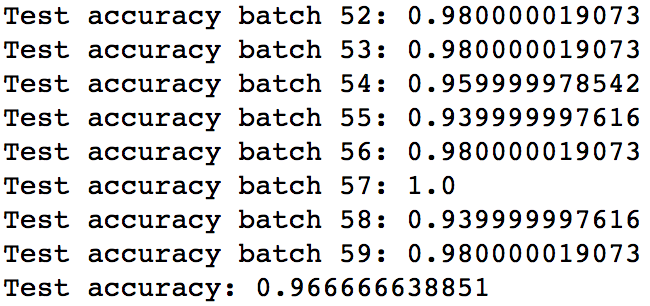 Test accuracy batch 52: 0.980000019073
Test accuracy batch 53: 0.980000019073
Test accuracy batch 54: 0.959999978542
Test accuracy batch 55: 0.939999997616
Test accuracy batch 56: 0.980000019073
Test accuracy batch 57: 1.0
Test accuracy batch 58: 0.939999997616
Test accuracy batch 59: 0.980000019073
Test accuracy: 0.966666638851